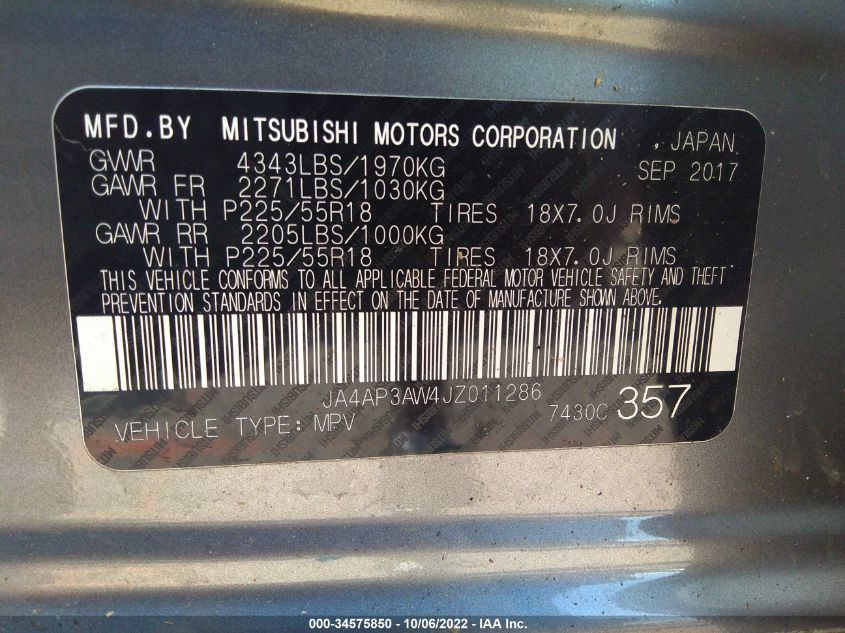 MFD.BY MITSUBISHI MOTORS CORPORATION , JAPAN
GVWR 4343LBS/1970KG SEP 2017
GAWR FR 2271LBS/1030KG
WITH P225/55R18 TIRES 18X7.0J RIMS
GAWR RR 2205LBS/1000KG
WITH P225/55R18 TIRES 18X7.0J RIMS
THIS VEHICLE CONFORMS TO ALL APPLICABLE FEDERAL MOTOR VEHICLE SAFETY AND THEFT
PREVENTION STANDARDS IN EFFECT ON THE DATE OF MANUFACTURE SHOWN ABOVE.
JA4AP3AW4JZ011286
VEHICLE TYPE: MPV 7430C 357
000-34575850 - 10/06/2022 - IAA Inc.